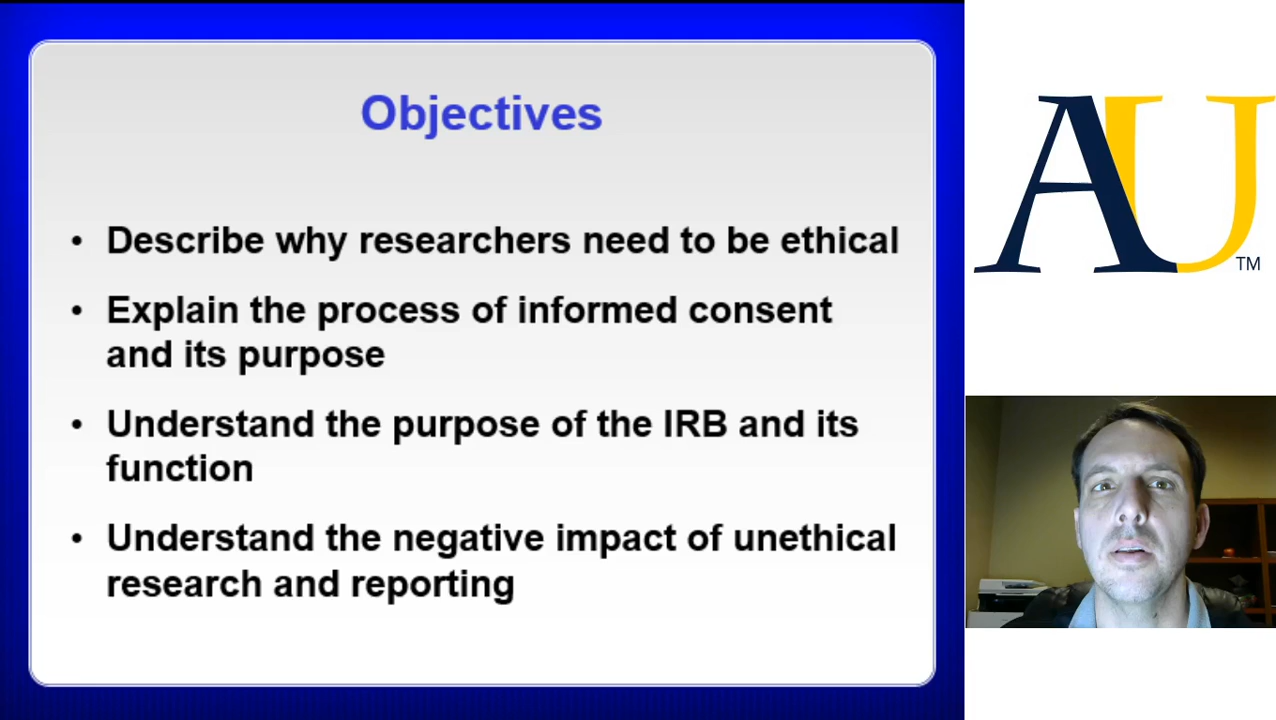 Objectives
• Describe why researchers need to be ethical
• Explain the process of informed consent
and its purpose
• Understand the purpose of the IRB and its
function
• Understand the negative impact of unethical
research and reporting
AU
TM